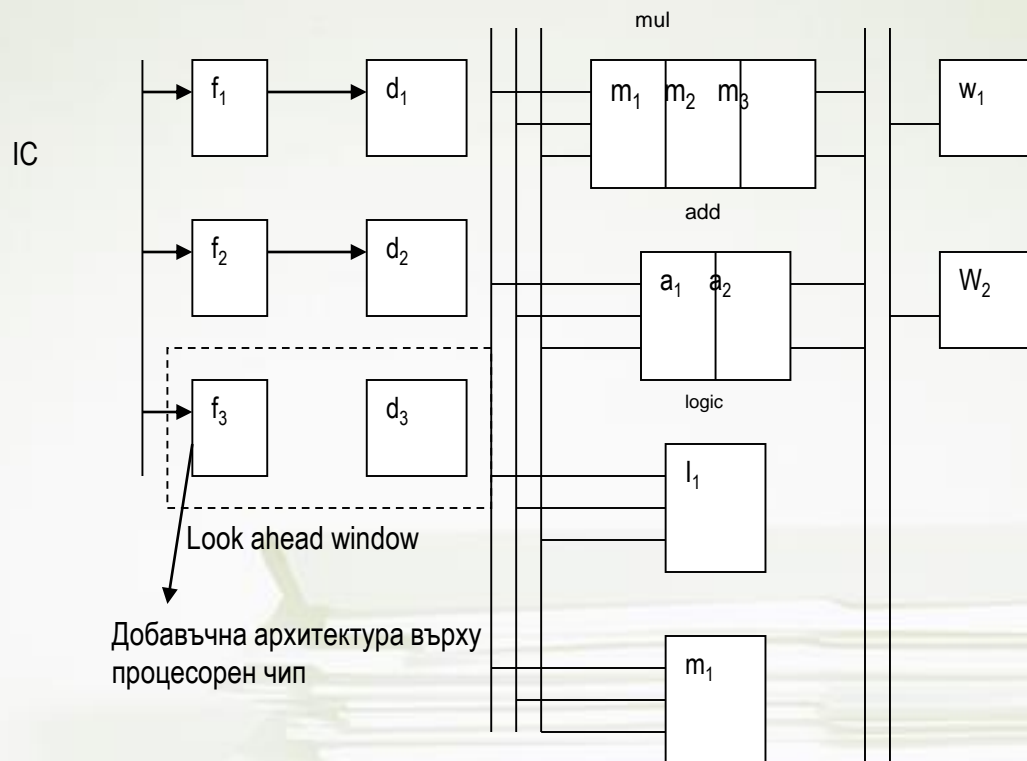 mul
f₁ d₁ m₁ m₂ m₃ w₁
IC
add
f₂ d₂ a₁ a₂ W₂
logic
f₃ d₃
l₁
Look ahead window
Добавъчна архитектура върху
процесорен чип
m₁